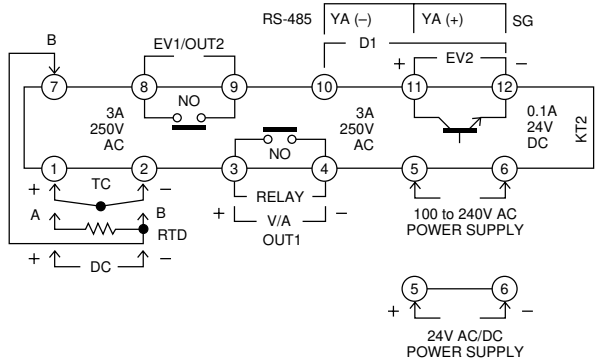 RS-485 YA (–) YA (+) SG
B EV1/OUT2 D1
+ EV2 –
7 8 9 10 11 12
3A
250V
AC
NO
3A
250V
AC
0.1A
24V
DC
KT2
NO
1 2 3 4 5 6
+ TC –
RELAY
A B
RTD
+ V/A –
OUT1
100 to 240V AC
POWER SUPPLY
+ DC –
5 6
+ –
24V AC/DC
POWER SUPPLY